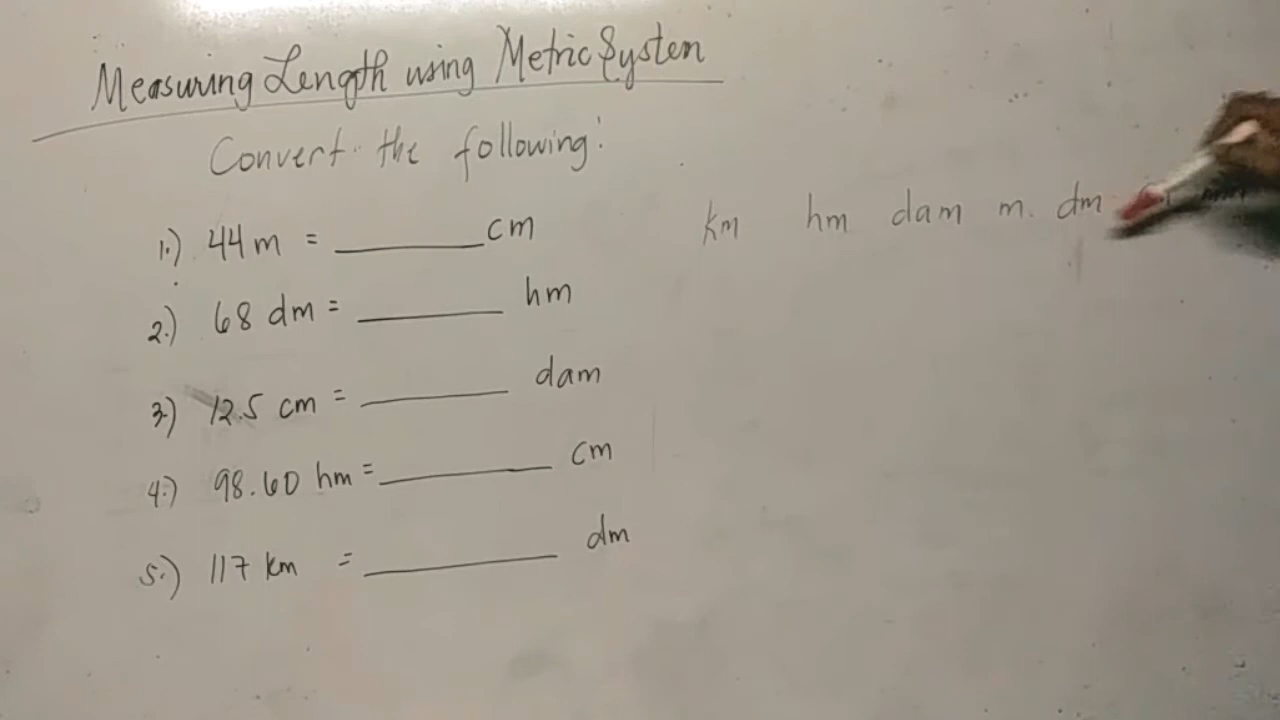 Measuring Length using Metric System
Convert the following:
1.) 44 m = ________ cm
2.) 68 dm = ________ hm
3.) 12.5 cm = ________ dam
4.) 98.60 hm = ________ cm
5.) 117 km = ________ dm
km hm dam m. dm